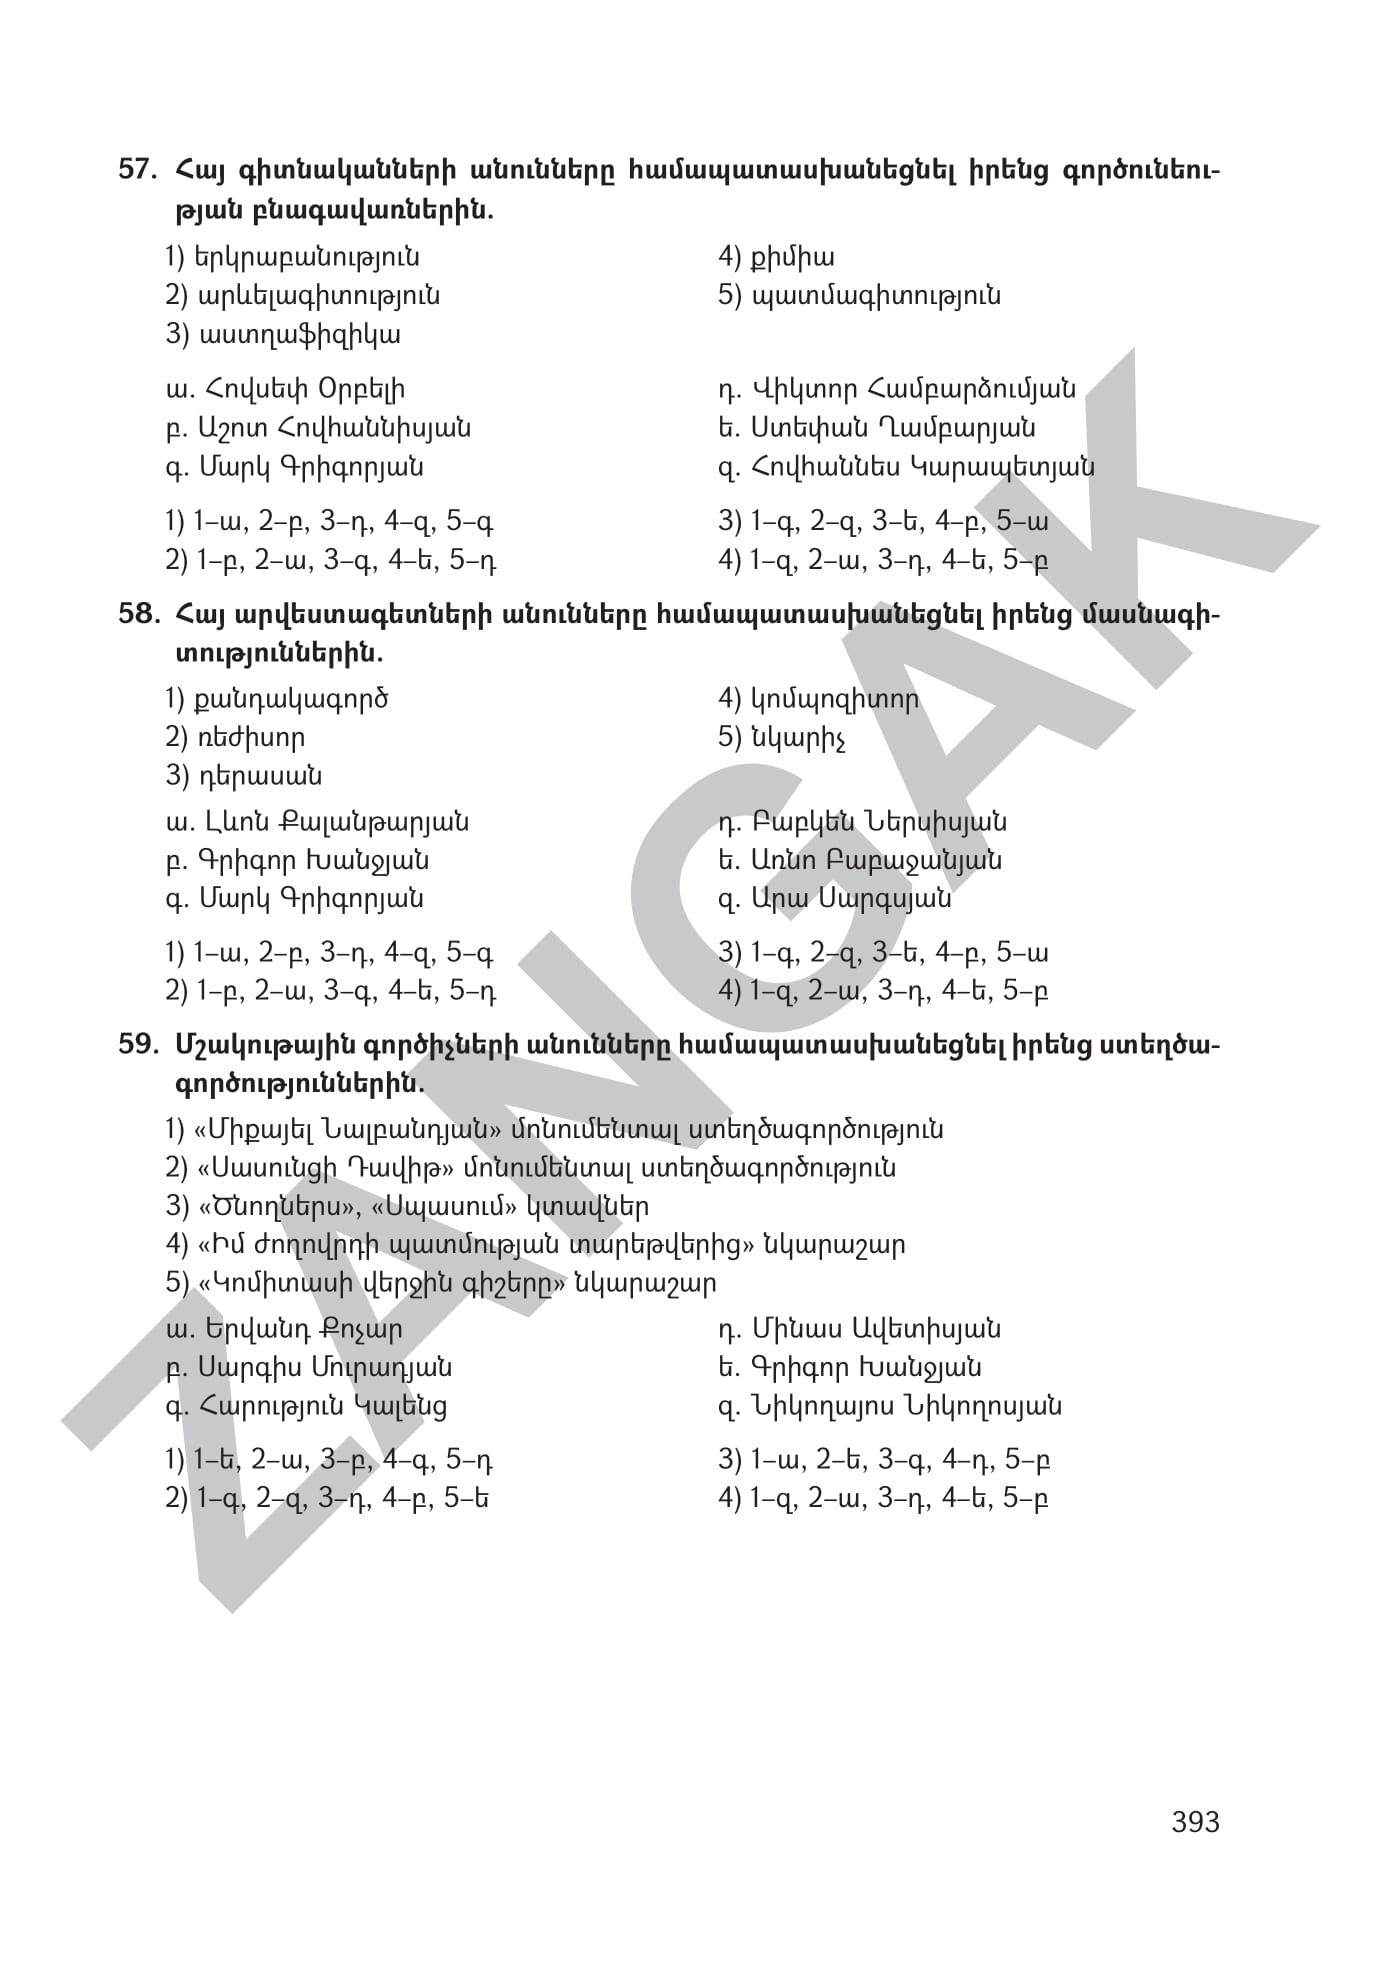 57. Հայ գիտնականների անունները համապատասխանեցնել իրենց գործունեու-
թյան բնագավառներին.
1) երկրաբանություն
4) քիմիա
2) արևելագիտություն
5) պատմագիտություն
3) աստղաֆիզիկա
ա. Հովսեփ Օրբելի
դ. Վիկտոր Համբարձումյան
բ. Աշոտ Հովհաննիսյան
ե. Ստեփան Ղամբարյան
գ. Մարկ Գրիգորյան
զ. Հովհաննես Կարապետյան
1) 1–ա, 2–բ, 3–դ, 4–զ, 5–գ
3) 1–գ, 2–զ, 3–ե, 4–բ, 5–ա
2) 1–բ, 2–ա, 3–գ, 4–ե, 5–դ
4) 1–զ, 2–ա, 3–դ, 4–ե, 5–բ
58. Հայ արվեստագետների անունները համապատասխանեցնել իրենց մասնագի-
տություններին.
1) քանդակագործ
4) կոմպոզիտոր
2) ռեժիսոր
5) նկարիչ
3) դերասան
ա. Լևոն Քալանթարյան
դ. Բաբկեն Ներսիսյան
բ. Գրիգոր Խանջյան
ե. Առնո Բաբաջանյան
գ. Մարկ Գրիգորյան
զ. Արա Սարգսյան
1) 1–ա, 2–բ, 3–դ, 4–զ, 5–գ
3) 1–գ, 2–զ, 3–ե, 4–բ, 5–ա
2) 1–բ, 2–ա, 3–գ, 4–ե, 5–դ
4) 1–զ, 2–ա, 3–դ, 4–ե, 5–բ
59. Մշակութային գործիչների անունները համապատասխանեցնել իրենց ստեղծա-
գործություններին.
1) «Միքայել Նալբանդյան» մոնումենտալ ստեղծագործություն
2) «Սասունցի Դավիթ» մոնումենտալ ստեղծագործություն
3) «Ծնողներս», «Սպասում» կտավներ
4) «Իմ ժողովրդի պատմության տարեթվերից» նկարաշար
5) «Կոմիտասի վերջին գիշերը» նկարաշար
ա. Երվանդ Քոչար
դ. Մինաս Ավետիսյան
բ. Սարգիս Մուրադյան
ե. Գրիգոր Խանջյան
գ. Հարություն Կալենց
զ. Նիկողայոս Նիկողոսյան
1) 1–ե, 2–ա, 3–բ, 4–գ, 5–դ
3) 1–ա, 2–ե, 3–գ, 4–դ, 5–բ
2) 1–գ, 2–զ, 3–դ, 4–բ, 5–ե
4) 1–զ, 2–ա, 3–դ, 4–ե, 5–բ
393
ZANGAK